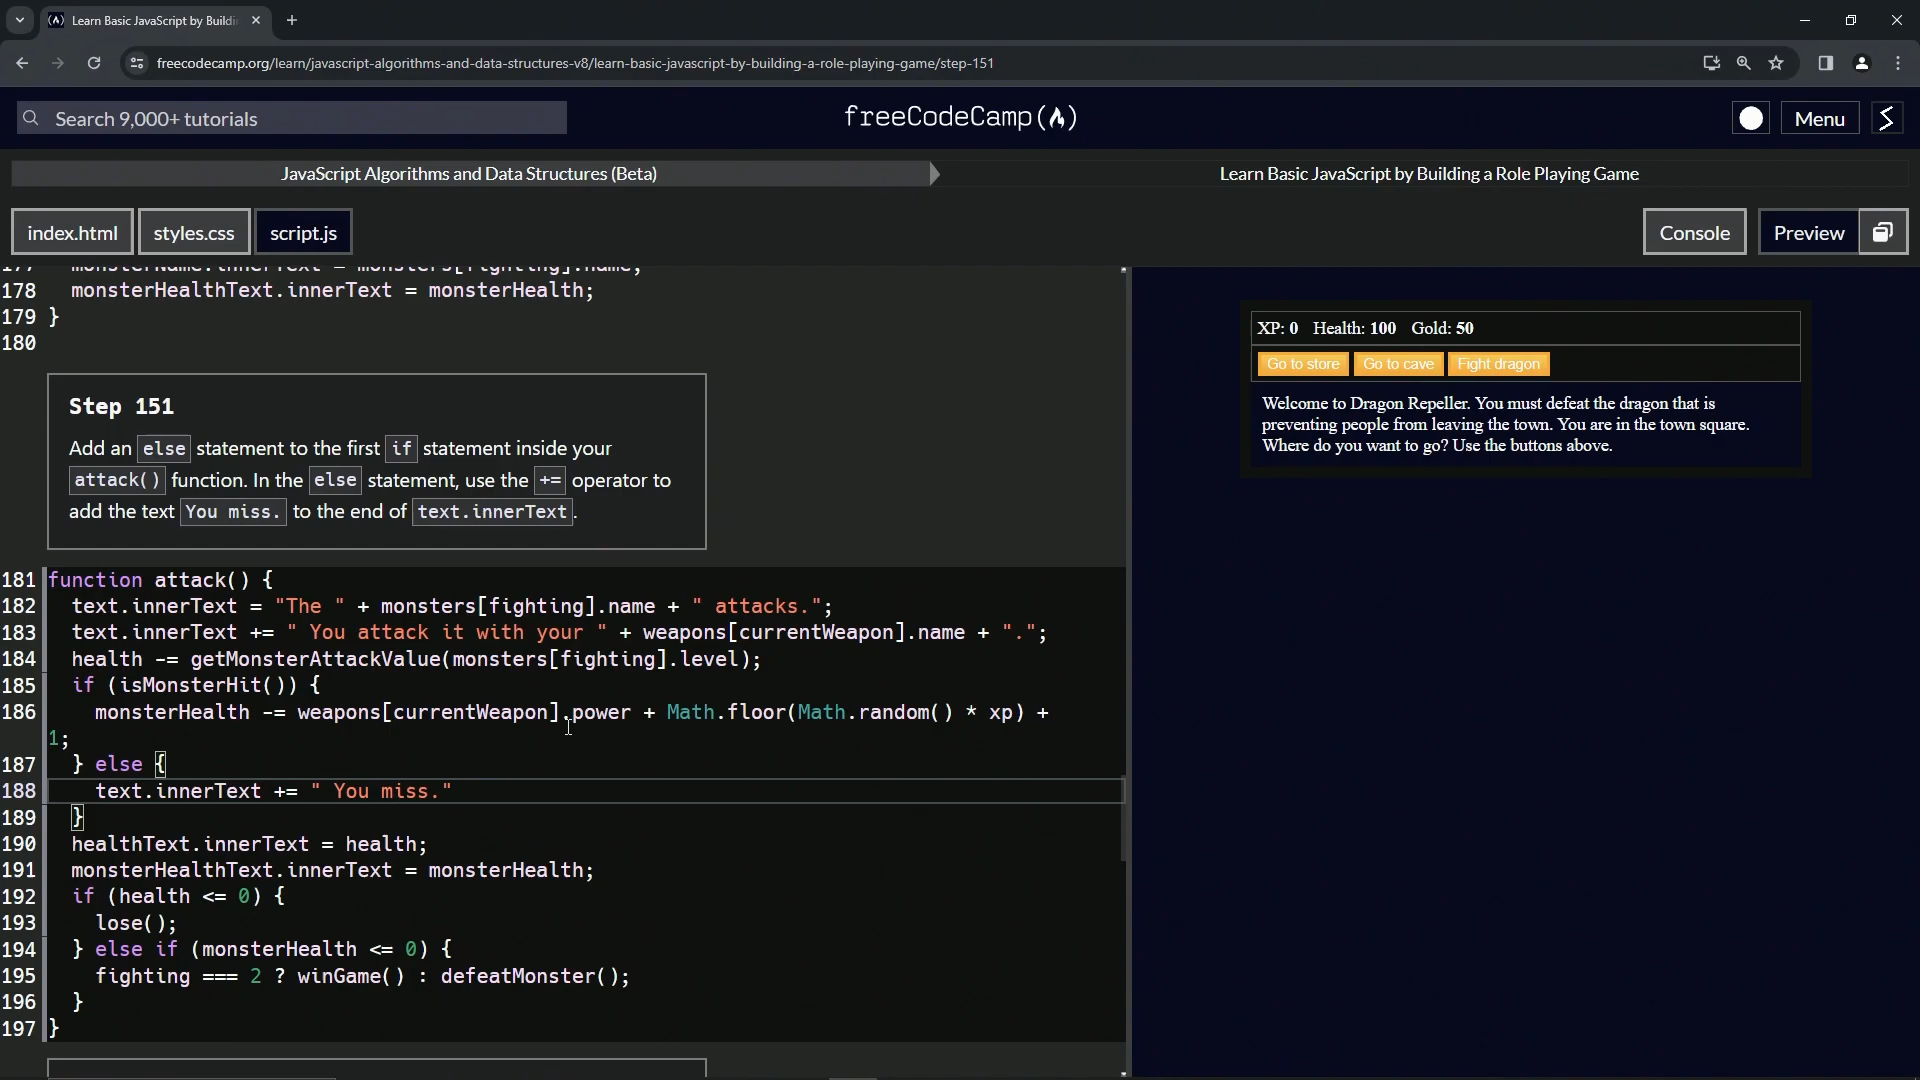 Learn Basic JavaScript by Buildi
freecodecamp.org/learn/javascript-algorithms-and-data-structures-v8/learn-basic-javascript-by-building-a-role-playing-game/step-151
Search 9,000+ tutorials
freeCodeCamp(🔥)
Menu
JavaScript Algorithms and Data Structures (Beta)
Learn Basic JavaScript by Building a Role Playing Game
index.html
styles.css
script.js
Console
Preview
177 monsterName.innerText = monsters[fighting].name;
178 monsterHealthText.innerText = monsterHealth;
179 }
180
Step 151
Add an else statement to the first if statement inside your
attack() function. In the else statement, use the += operator to
add the text You miss. to the end of text.innerText.
181 function attack() {
182 text.innerText = "The " + monsters[fighting].name + " attacks.";
183 text.innerText += " You attack it with your " + weapons[currentWeapon].name + ".";
184 health -= getMonsterAttackValue(monsters[fighting].level);
185 if (isMonsterHit()) {
186 monsterHealth -= weapons[currentWeapon].power + Math.floor(Math.random() * xp) +
1;
187 } else {
188 text.innerText += " You miss."
189 }
190 healthText.innerText = health;
191 monsterHealthText.innerText = monsterHealth;
192 if (health <= 0) {
193 lose();
194 } else if (monsterHealth <= 0) {
195 fighting === 2 ? winGame() : defeatMonster();
196 }
197 }
XP: 0 Health: 100 Gold: 50
Go to store
Go to cave
Fight dragon
Welcome to Dragon Repeller. You must defeat the dragon that is
preventing people from leaving the town. You are in the town square.
Where do you want to go? Use the buttons above.